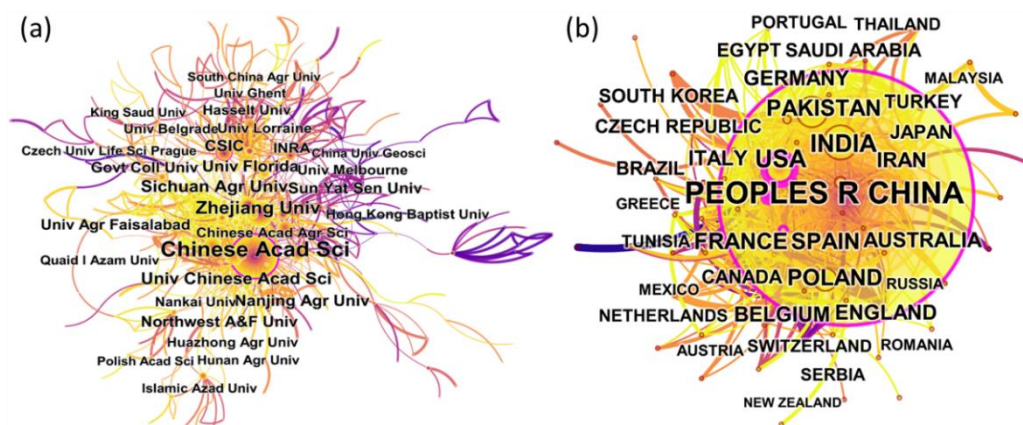 (a)
South China Agr Univ
Univ Ghent
King Saud Univ
Hasselt Univ
Univ Belgrade
Univ Lorraine
Czech Univ Life Sci Prague
CSIC
INRA
China Univ Geosci
Govt Coll Univ
Univ Florida
Univ Melbourne
Sichuan Agr Univ
Sun Yat Sen Univ
Zhejiang Univ
Hong Kong Baptist Univ
Univ Agr Faisalabad
Chinese Acad Agr Sci
Chinese Acad Sci
Quaid I Azam Univ
Univ Chinese Acad Sci
Nankai Univ
Nanjing Agr Univ
Northwest A&F Univ
Huazhong Agr Univ
Polish Acad Sci
Hunan Agr Univ
Islamic Azad Univ
(b)
PORTUGAL
THAILAND
EGYPT
SAUDI ARABIA
GERMANY
MALAYSIA
SOUTH KOREA
PAKISTAN
TURKEY
CZECH REPUBLIC
INDIA
JAPAN
ITALY
USA
IRAN
BRAZIL
PEOPLES R CHINA
GREECE
TUNISIA
FRANCE
SPAIN
AUSTRALIA
CANADA
POLAND
RUSSIA
MEXICO
NETHERLANDS
BELGIUM
ENGLAND
AUSTRIA
SWITZERLAND
ROMANIA
SERBIA
NEW ZEALAND